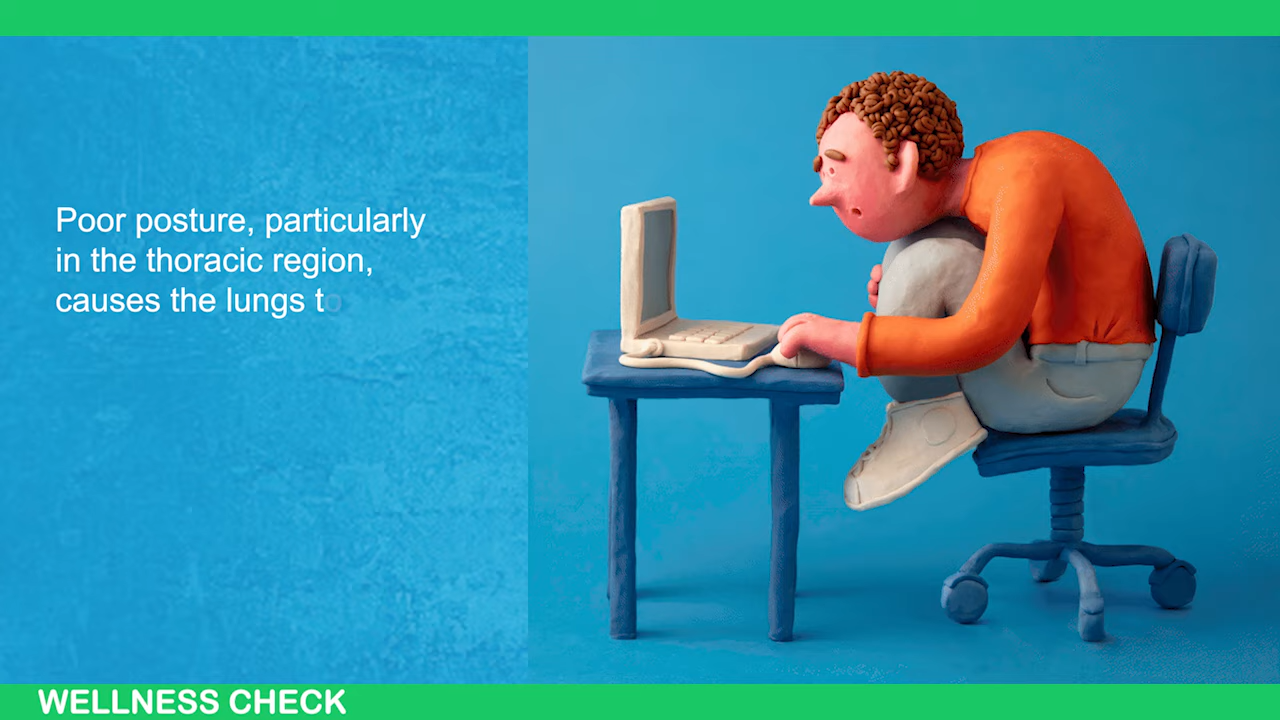 Poor posture, particularly
in the thoracic region,
causes the lungs to
WELLNESS CHECK